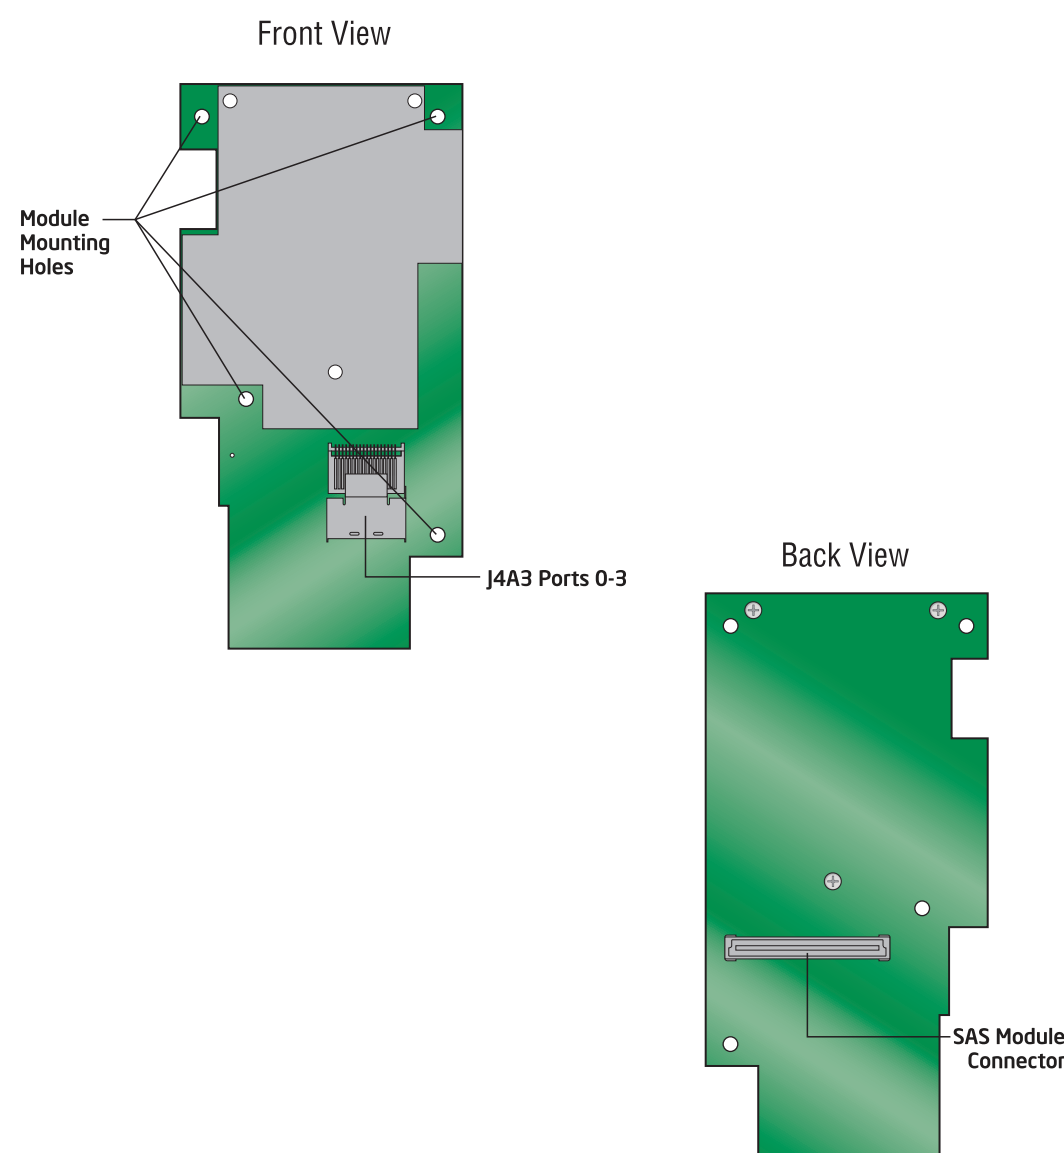 Front View
Module
Mounting
Holes
J4A3 Ports 0-3
Back View
SAS Module
Connector